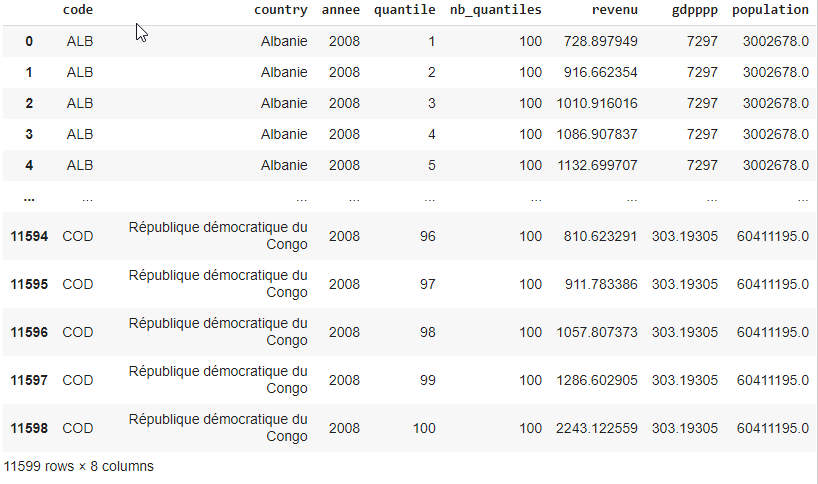 code country annee quantile nb_quantiles revenu gdpppp population
0 ALB Albanie 2008 1 100 728.897949 7297 3002678.0
1 ALB Albanie 2008 2 100 916.662354 7297 3002678.0
2 ALB Albanie 2008 3 100 1010.916016 7297 3002678.0
3 ALB Albanie 2008 4 100 1086.907837 7297 3002678.0
4 ALB Albanie 2008 5 100 1132.699707 7297 3002678.0
... ... ... ... ... ... ... ... ...
11594 COD République démocratique du Congo 2008 96 100 810.623291 303.19305 60411195.0
11595 COD République démocratique du Congo 2008 97 100 911.783386 303.19305 60411195.0
11596 COD République démocratique du Congo 2008 98 100 1057.807373 303.19305 60411195.0
11597 COD République démocratique du Congo 2008 99 100 1286.602905 303.19305 60411195.0
11598 COD République démocratique du Congo 2008 100 100 2243.122559 303.19305 60411195.0
11599 rows × 8 columns